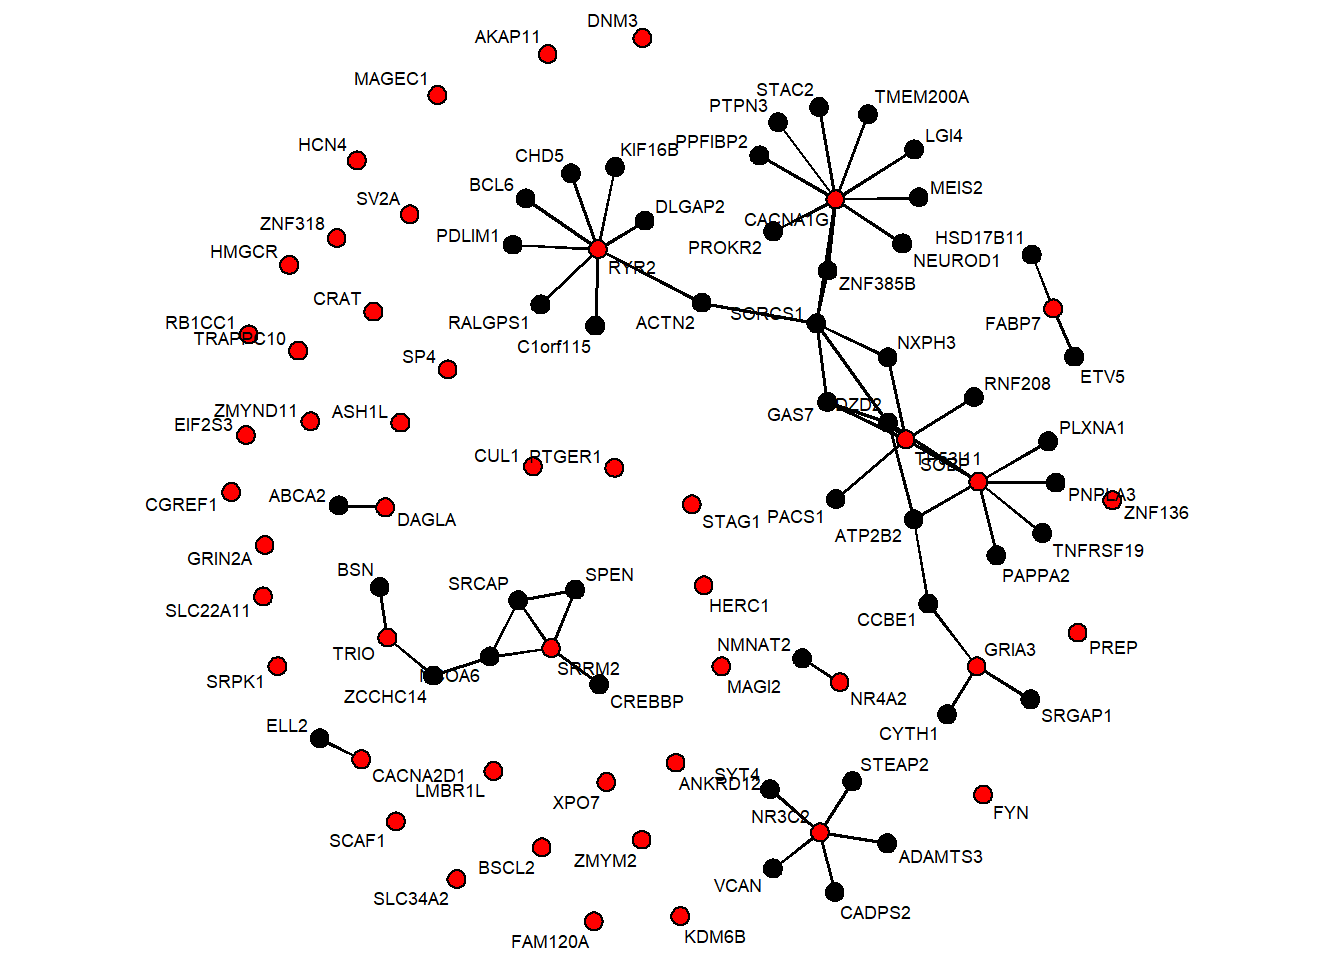 DNM3
AKAP11
MAGEC1
STAC2
TMEM200A
PTPN3
LGI4
PPFIBP2
HCN4
KIF16B
CHD5
BCL6
MEIS2
SV2A
DLGAP2
CACNA1G
ZNF318
PDLIM1
PROKR2
HSD17B11
HMGCR
RYR2
NEUROD1
ZNF385B
CRAT
SORCS1
RB1CC1
RALGPS1
ACTN2
FABP7
TRAPPC10
C1orf115
NXPH3
SP4
ETV5
RNF208
ZMYND11
ASH1L
GAS7
EIF2S3
PLXNA1
CUL1
PTGER1
TP53I11
ABCA2
PNPLA3
CGREF1
DAGLA
STAG1
PACS1
ZNF136
ATP2B2
TNFRSF19
GRIN2A
BSN
SRCAP
SPEN
PAPPA2
SLC22A11
HERC1
CCBE1
TRIO
NMNAT2
GRIA3
PREP
SRPK1
NCOA6
SRRM2
MAGI2
ZCCHC14
CREBBP
NR4A2
SRGAP1
ELL2
CYTH1
CACNA2D1
SYT4
STEAP2
LMBR1L
ANKRD12
XPO7
NR3C2
FYN
SCAF1
ADAMTS3
BSCL2
ZMYM2
VCAN
SLC34A2
CADPS2
FAM120A
KDM6B